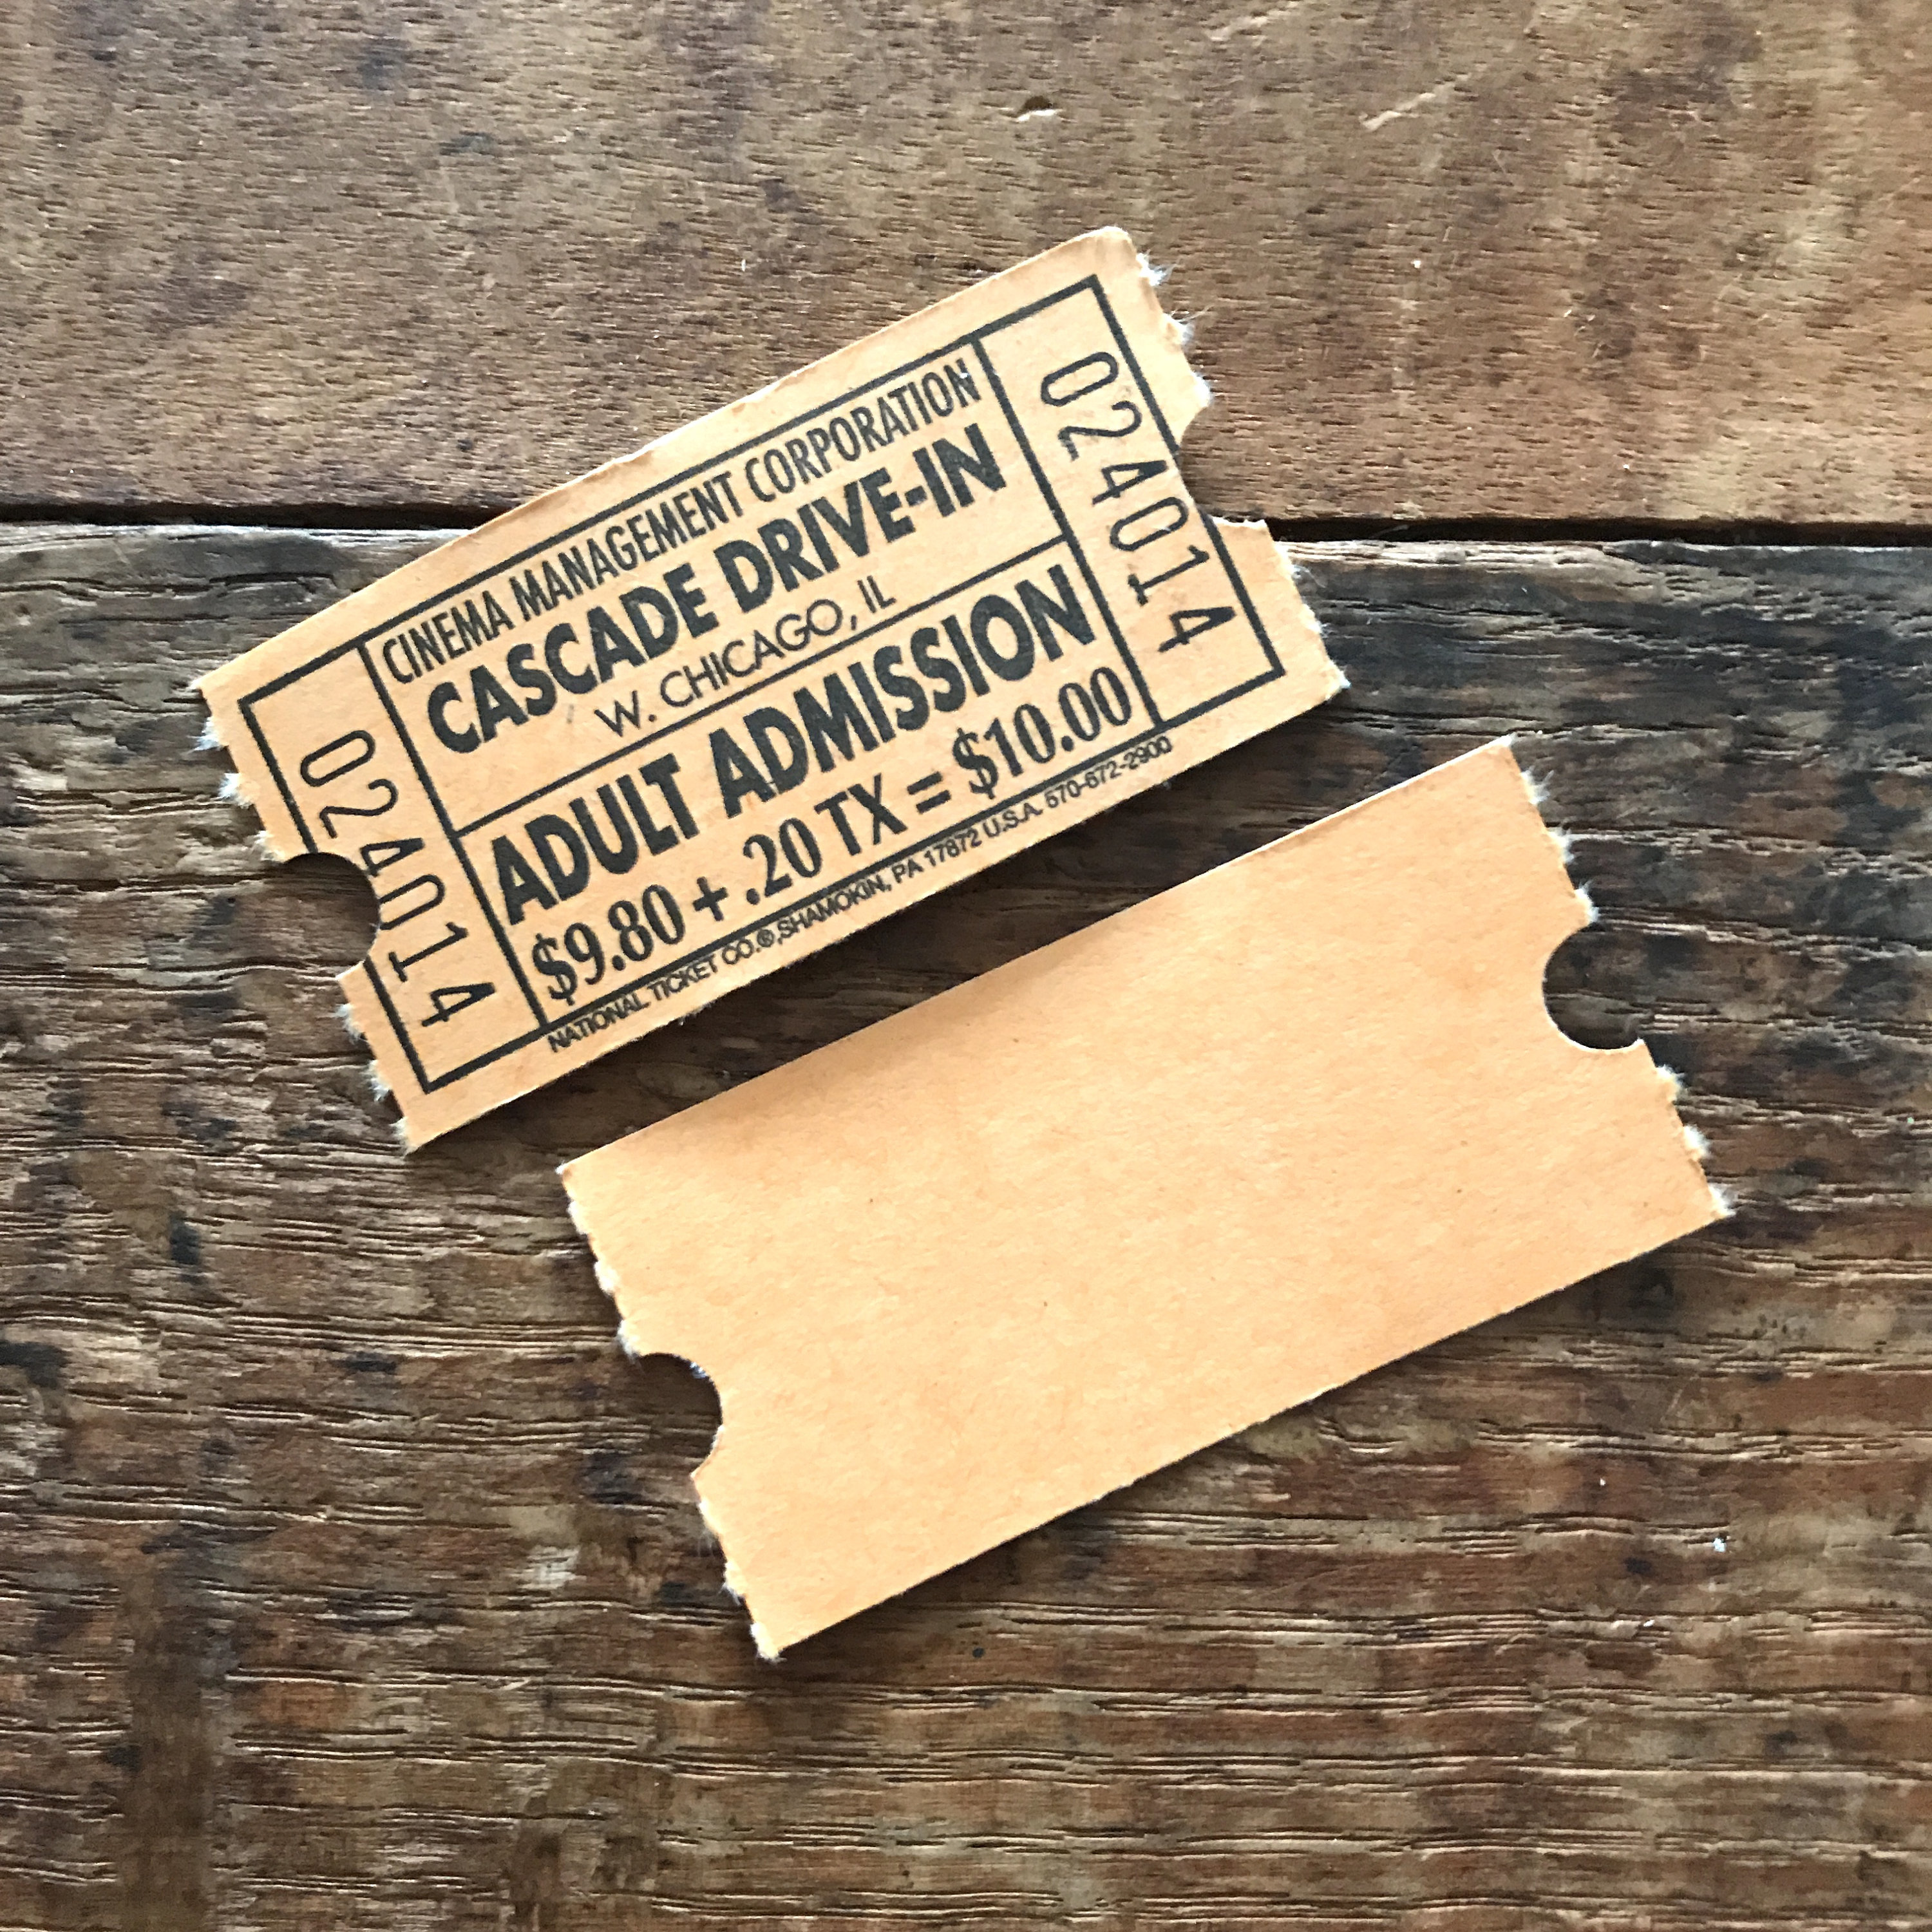 CINEMA MANAGEMENT CORPORATION
CASCADE DRIVE-IN
W. CHICAGO, IL
ADULT ADMISSION
$9.80 + .20 TX = $10.00
NATIONAL TICKET CO.®,SHAMOKIN, PA 17872 U.S.A. 570-672-2900
024014
024014